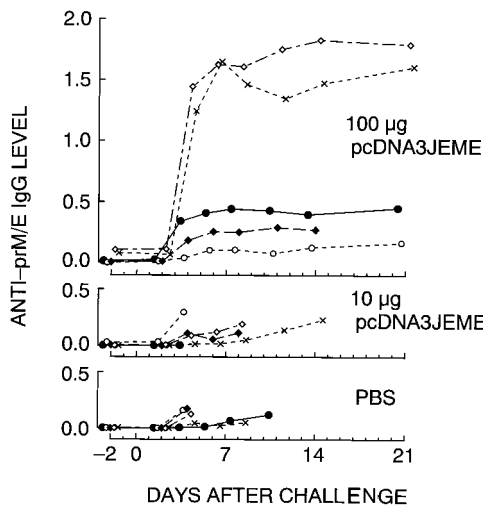 ANTI–prM/E IgG LEVEL
2.0
1.5
1.0
0.5
0.0
100 µg
pcDNA3JEME
0.5
0.0
10 µg
pcDNA3JEME
0.5
0.0
PBS
–2 0 7 14 21
DAYS AFTER CHALLENGE